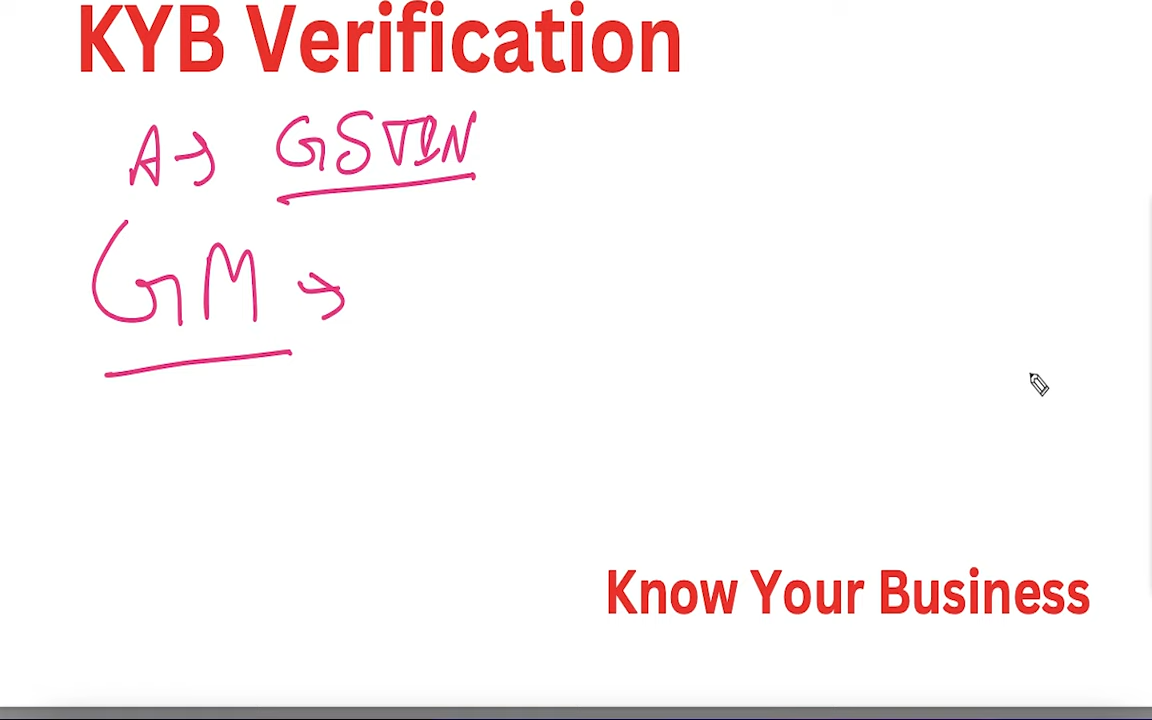 KYB Verification
A → GSTIN
GM →
Know Your Business